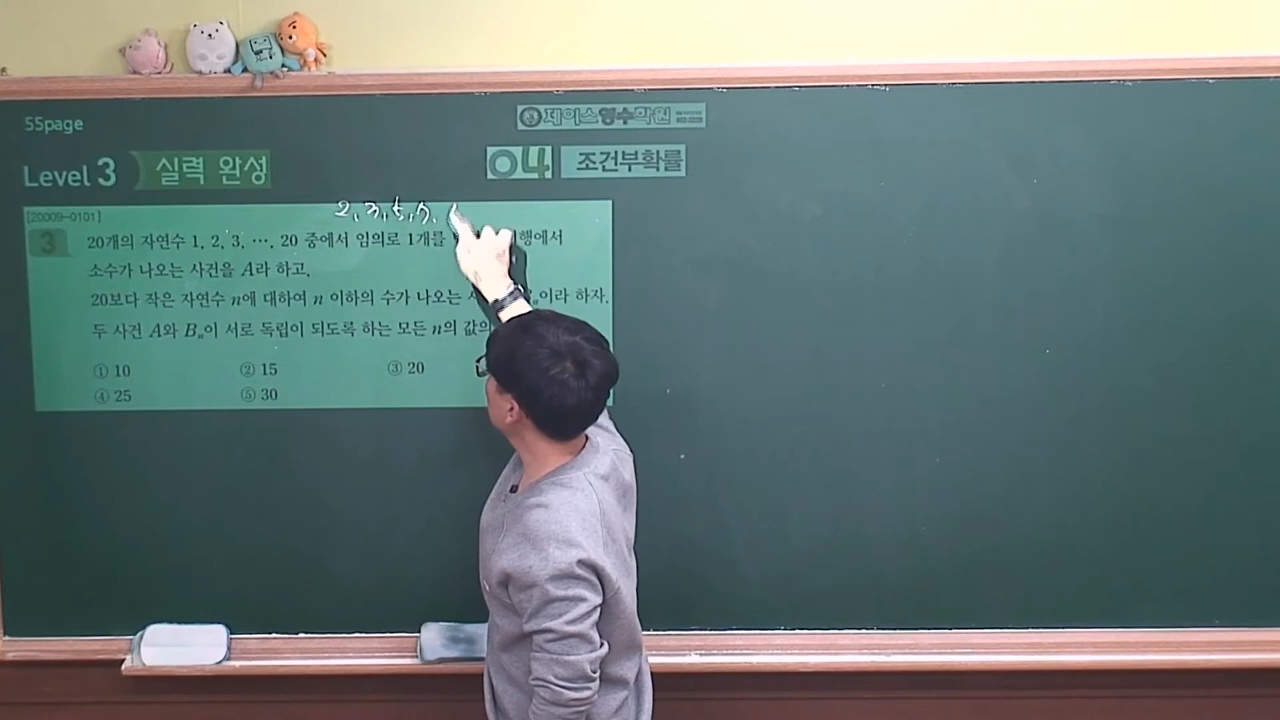 55page
제이스영수학원
Level 3 실력 완성
04 조건부확률
2, 3, 5, 7,
[20009-0101]
3
20개의 자연수 1, 2, 3, …, 20 중에서 임의로 1개를 행에서
소수가 나오는 사건을 A라 하고,
20보다 작은 자연수 n에 대하여 n 이하의 수가 나오는 이라 하자.
두 사건 A와 Bₙ이 서로 독립이 되도록 하는 모든 n의 값의
① 10 ② 15 ③ 20
④ 25 ⑤ 30